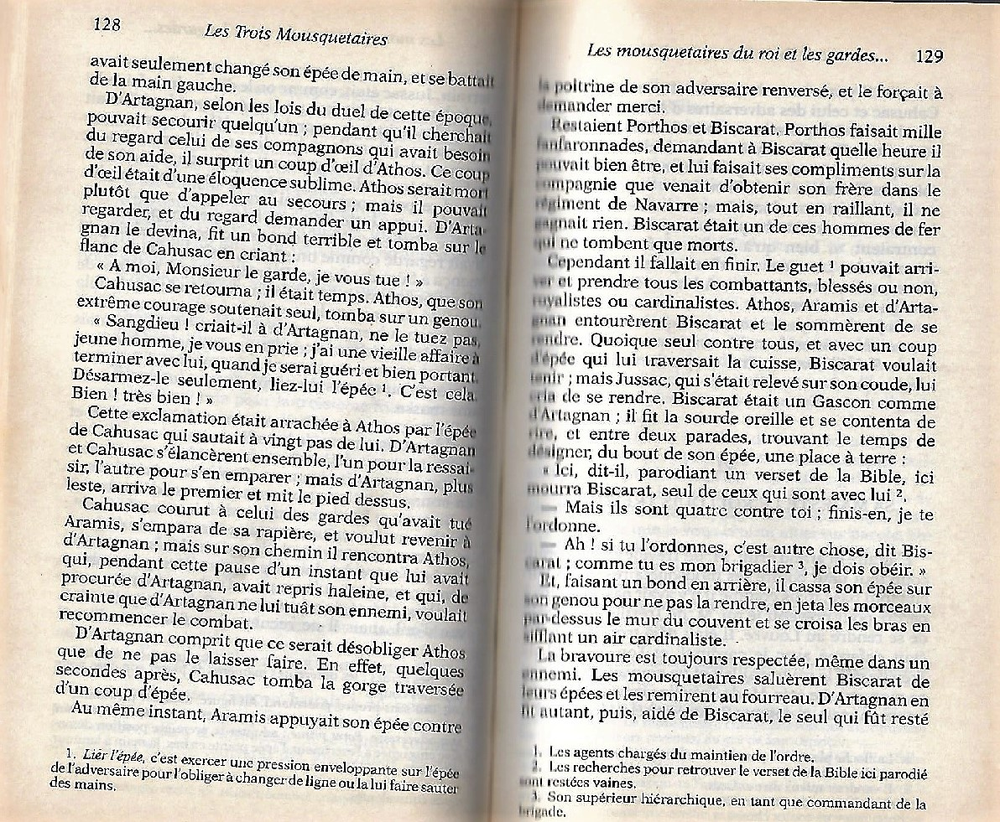 128
Les Trois Mousquetaires
avait seulement changé son épée de main, et se battait
de la main gauche.
D'Artagnan, selon les lois du duel de cette époque,
pouvait secourir quelqu'un ; pendant qu'il cherchait
du regard celui de ses compagnons qui avait besoin
de son aide, il surprit un coup d'œil d'Athos. Ce coup
d'œil était d'une éloquence sublime. Athos serait mort
plutôt que d'appeler au secours ; mais il pouvait
regarder, et du regard demander un appui. D'Arta-
gnan le devina, fit un bond terrible et tomba sur le
flanc de Cahusac en criant :
« A moi, Monsieur le garde, je vous tue ! »
Cahusac se retourna ; il était temps. Athos, que son
extrême courage soutenait seul, tomba sur un genou.
« Sangdieu ! criait-il à d'Artagnan, ne le tuez pas,
jeune homme, je vous en prie ; j'ai une vieille affaire à
terminer avec lui, quand je serai guéri et bien portant.
Désarmez-le seulement, liez-lui l'épée ¹. C'est cela.
Bien ! très bien ! »
Cette exclamation était arrachée à Athos par l'épée
de Cahusac qui sautait à vingt pas de lui. D'Artagnan
et Cahusac s'élancèrent ensemble, l'un pour la ressai-
sir, l'autre pour s'en emparer ; mais d'Artagnan, plus
leste, arriva le premier et mit le pied dessus.
Cahusac courut à celui des gardes qu'avait tué
Aramis, s'empara de sa rapière, et voulut revenir à
d'Artagnan ; mais sur son chemin il rencontra Athos,
qui, pendant cette pause d'un instant que lui avait
procurée d'Artagnan, avait repris haleine, et qui, de
crainte que d'Artagnan ne lui tuât son ennemi, voulait
recommencer le combat.
D'Artagnan comprit que ce serait désobliger Athos
que de ne pas le laisser faire. En effet, quelques
secondes après, Cahusac tomba la gorge traversée
d'un coup d'épée.
Au même instant, Aramis appuyait son épée contre
1. Lier l'épée, c'est exercer une pression enveloppante sur l'épée
de l'adversaire pour l'obliger à changer de ligne ou la lui faire sauter
des mains.
Les mousquetaires du roi et les gardes... 129
la poitrine de son adversaire renversé, et le forçait à
demander merci.
Restaient Porthos et Biscarat. Porthos faisait mille
fanfaronnades, demandant à Biscarat quelle heure il
pouvait bien être, et lui faisait ses compliments sur la
compagnie que venait d'obtenir son frère dans le
régiment de Navarre ; mais, tout en raillant, il ne
gagnait rien. Biscarat était un de ces hommes de fer
qui ne tombent que morts.
Cependant il fallait en finir. Le guet ¹ pouvait arri-
ver et prendre tous les combattants, blessés ou non,
royalistes ou cardinalistes. Athos, Aramis et d'Arta-
gnan entourèrent Biscarat et le sommèrent de se
rendre. Quoique seul contre tous, et avec un coup
d'épée qui lui traversait la cuisse, Biscarat voulait
tenir ; mais Jussac, qui s'était relevé sur son coude, lui
cria de se rendre. Biscarat était un Gascon comme
d'Artagnan ; il fit la sourde oreille et se contenta de
rire, et entre deux parades, trouvant le temps de
désigner, du bout de son épée, une place à terre :
« Ici, dit-il, parodiant un verset de la Bible, ici
mourra Biscarat, seul de ceux qui sont avec lui ².
— Mais ils sont quatre contre toi ; finis-en, je te
l'ordonne.
— Ah ! si tu l'ordonnes, c'est autre chose, dit Bis-
carat ; comme tu es mon brigadier ³, je dois obéir. »
Et, faisant un bond en arrière, il cassa son épée sur
son genou pour ne pas la rendre, en jeta les morceaux
par-dessus le mur du couvent et se croisa les bras en
sifflant un air cardinaliste.
La bravoure est toujours respectée, même dans un
ennemi. Les mousquetaires saluèrent Biscarat de
leurs épées et les remirent au fourreau. D'Artagnan en
fit autant, puis, aidé de Biscarat, le seul qui fût resté
1. Les agents chargés du maintien de l'ordre.
2. Les recherches pour retrouver le verset de la Bible ici parodié
sont restées vaines.
3. Son supérieur hiérarchique, en tant que commandant de la
brigade.